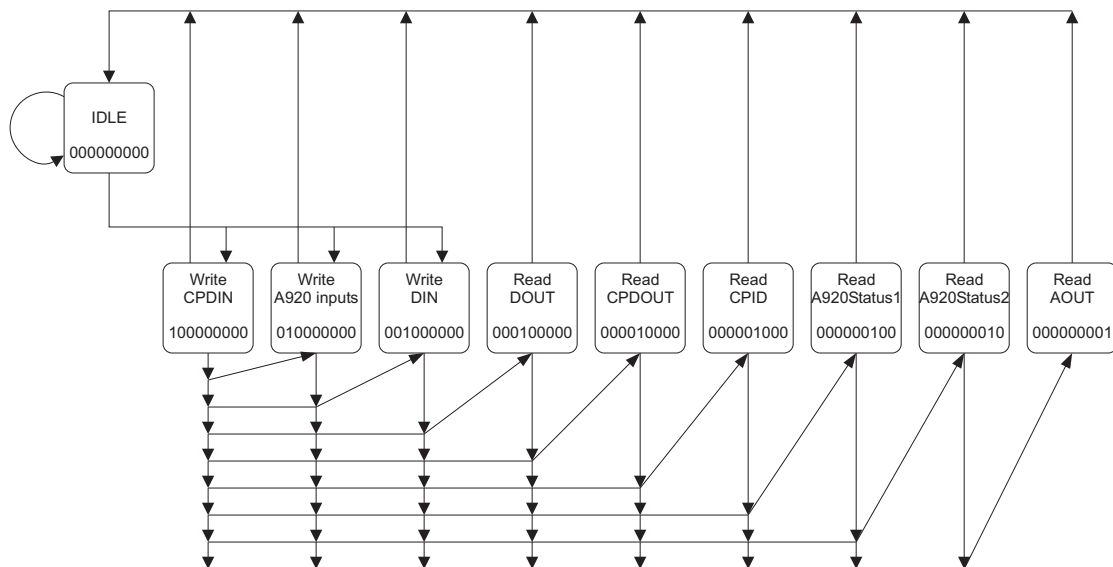 IDLE
000000000
Write
CPDIN
100000000
Write
A920 inputs
010000000
Write
DIN
001000000
Read
DOUT
000100000
Read
CPDOUT
000010000
Read
CPID
000001000
Read
A920Status1
000000100
Read
A920Status2
000000010
Read
AOUT
000000001